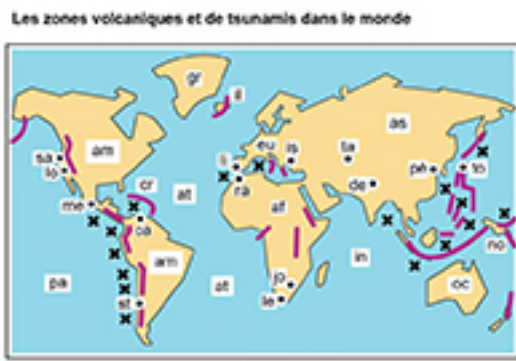 Les zones volcaniques et de tsunamis dans le monde
gr
il
as
am
eu
is
ta
sa
lo
li
pé
to
cr
ra
de
me
at
af
ca
no
am
in
pa
at
jo
oc
st
le